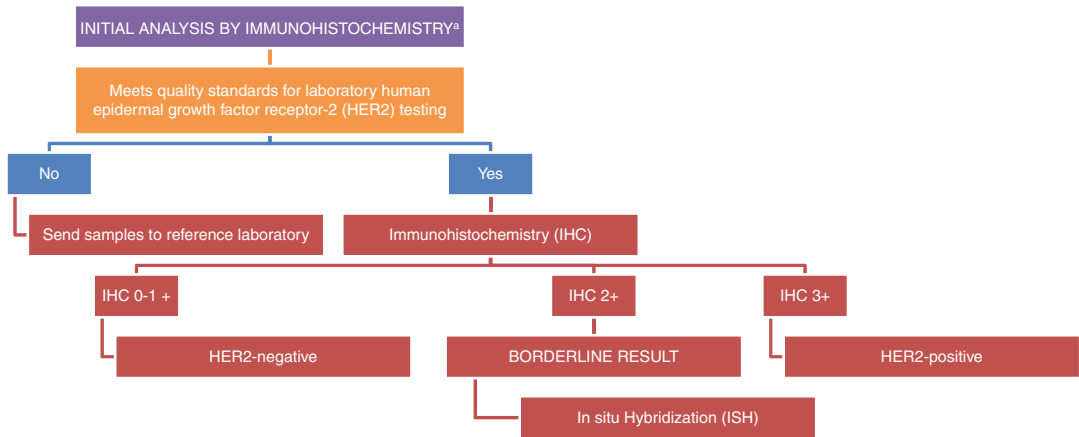 INITIAL ANALYSIS BY IMMUNOHISTOCHEMISTRYᵃ
Meets quality standards for laboratory human
epidermal growth factor receptor-2 (HER2) testing
No
Yes
Send samples to reference laboratory
Immunohistochemistry (IHC)
IHC 0-1 +
IHC 2+
IHC 3+
HER2-negative
BORDERLINE RESULT
HER2-positive
In situ Hybridization (ISH)